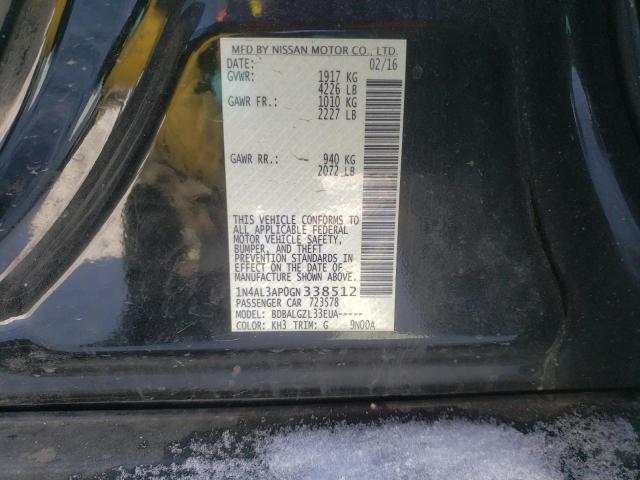 MFD BY NISSAN MOTOR CO., LTD.
DATE: 02/16
GVWR: 1917 KG
4226 LB
GAWR FR.: 1010 KG
2227 LB
GAWR RR.: 940 KG
2072 LB
THIS VEHICLE CONFORMS TO
ALL APPLICABLE FEDERAL
MOTOR VEHICLE SAFETY,
BUMPER, AND THEFT
PREVENTION STANDARDS IN
EFFECT ON THE DATE OF
MANUFACTURE SHOWN ABOVE.
1N4AL3AP0GN338512
PASSENGER CAR 723578
MODEL: BDBALGZL33EUA-----
COLOR: KH3 TRIM: G 9N00A